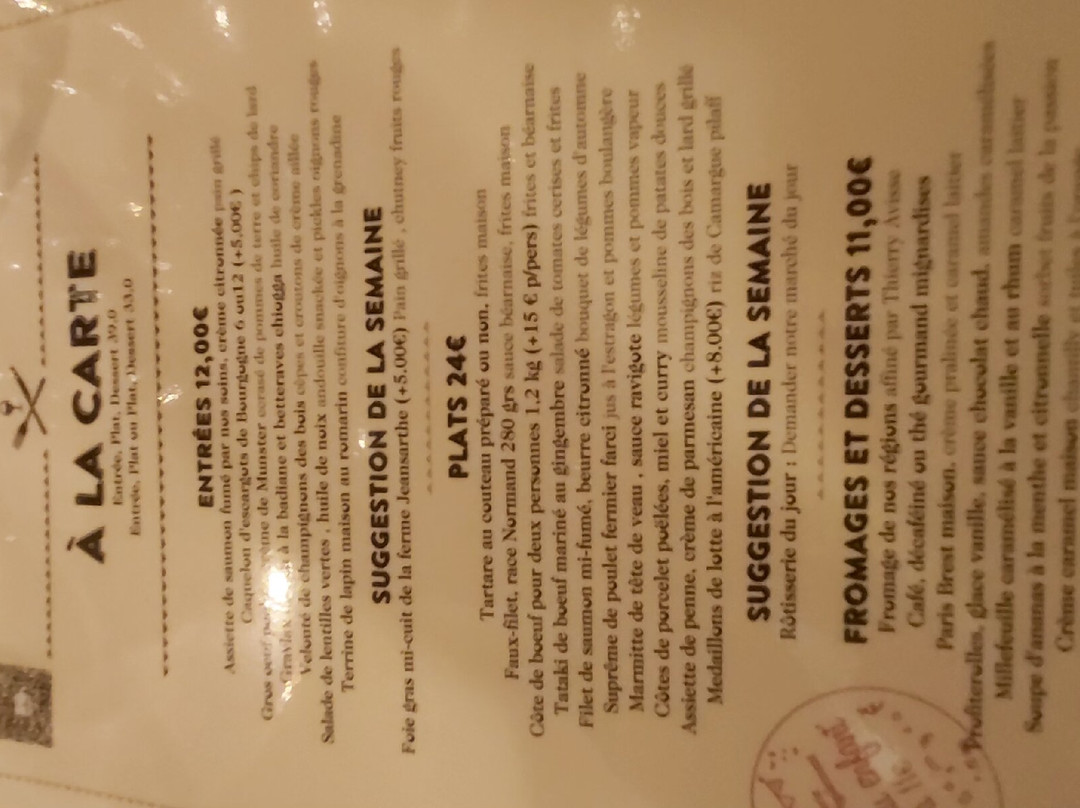 À LA CARTE
Entrée, Plat, Dessert 39.0
Entrée, Plat ou Plat, Dessert 33.0
ENTRÉES 12,00€
Assiette de saumon fumé par nos soins, crème citronnée pain grillé
Caquelon d'escargots de Bourgogne 6 ou12 (+5,00€ )
Gros oeuf crème de Munster écrasé de pommes de terre et chips de lard
Gravlax à la badiane et betteraves chiogga huile de coriandre
Velouté de champignons des bois cèpes et croutons de crème aillée
Salade de lentilles vertes , huile de noix andouille snackée et pickles oignons rouges
Terrine de lapin maison au romarin confiture d'oignons à la grenadine
SUGGESTION DE LA SEMAINE
Foie gras mi-cuit de la ferme Jeansarthe (+5.00€) Pain grillé , chutney fruits rouges
PLATS 24€
Tartare au couteau préparé ou non, frites maison
Faux-filet, race Normand 280 grs sauce béarnaise, frites maison
Côte de boeuf pour deux personnes 1.2 kg (+15 € p/pers) frites et béarnaise
Tataki de boeuf mariné au gingembre salade de tomates cerises et frites
Filet de saumon mi-fumé, beurre citronné bouquet de légumes d'automne
Suprême de poulet fermier farci jus à l'estragon et pommes boulangère
Marmitte de tête de veau , sauce ravigote légumes et pommes vapeur
Côtes de porcelet poêlées, miel et curry mousseline de patates douces
Assiette de penne, crème de parmesan champignons des bois et lard grillé
Medaillons de lotte à l'américaine (+8.00€) riz de Camargue pilaff
SUGGESTION DE LA SEMAINE
Rôtisserie du jour : Demander notre marché du jour
FROMAGES ET DESSERTS 11,00€
Fromage de nos régions affiné par Thierry Avisse
Café, décaféiné ou thé gourmand mignardises
Paris Brest maison, crème pralinée et caramel laitier
Profiterolles, glace vanille, sauce chocolat chaud, amandes caramélisées
Millefeuille caramélisé à la vanille et au rhum caramel laitier
Soupe d'ananas à la menthe et citronnelle fruits de la passion
Crème caramel maison